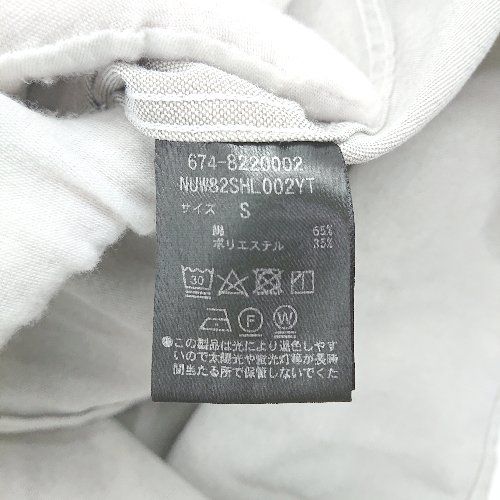 674-8220002
NUW82SHL002YT
サイズ S
綿 65%
ポリエステル 35%
30
F W
●この製品は光により退色しやす
いので太陽光や蛍光灯等が長時
間当たる所で保管しないでくた